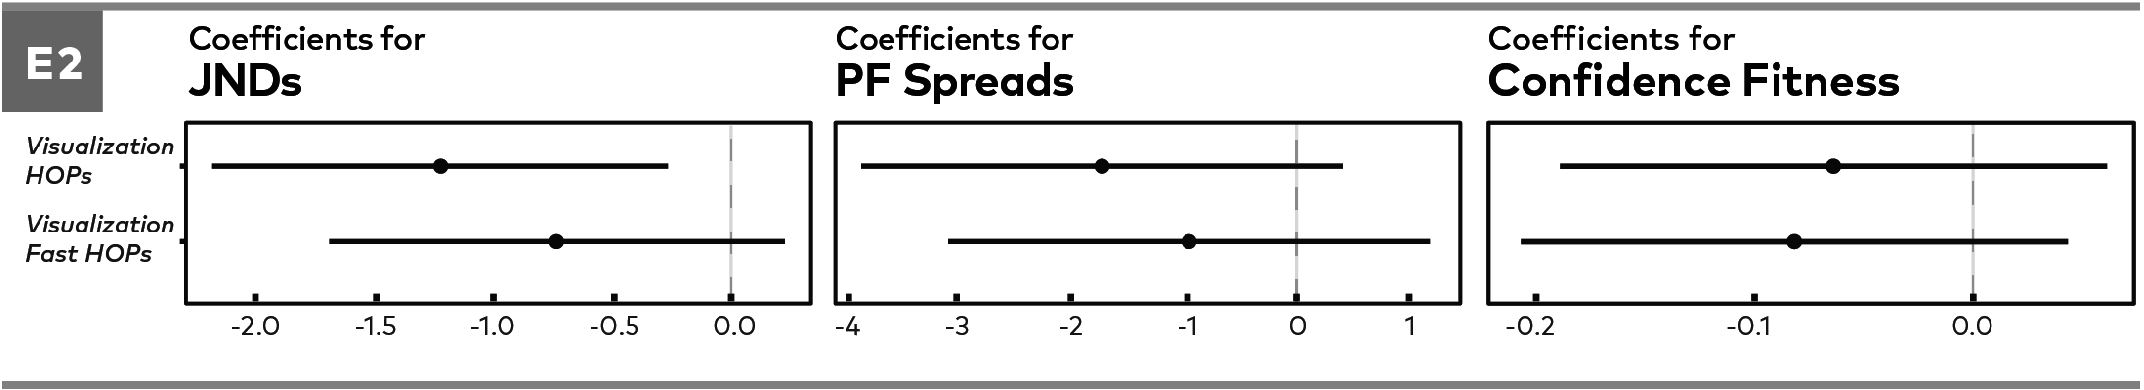 E2
Coefficients for
JNDs
Coefficients for
PF Spreads
Coefficients for
Confidence Fitness
Visualization
HOPs
Visualization
Fast HOPs
-2.0 -1.5 -1.0 -0.5 0.0
-4 -3 -2 -1 0 1
-0.2 -0.1 0.0